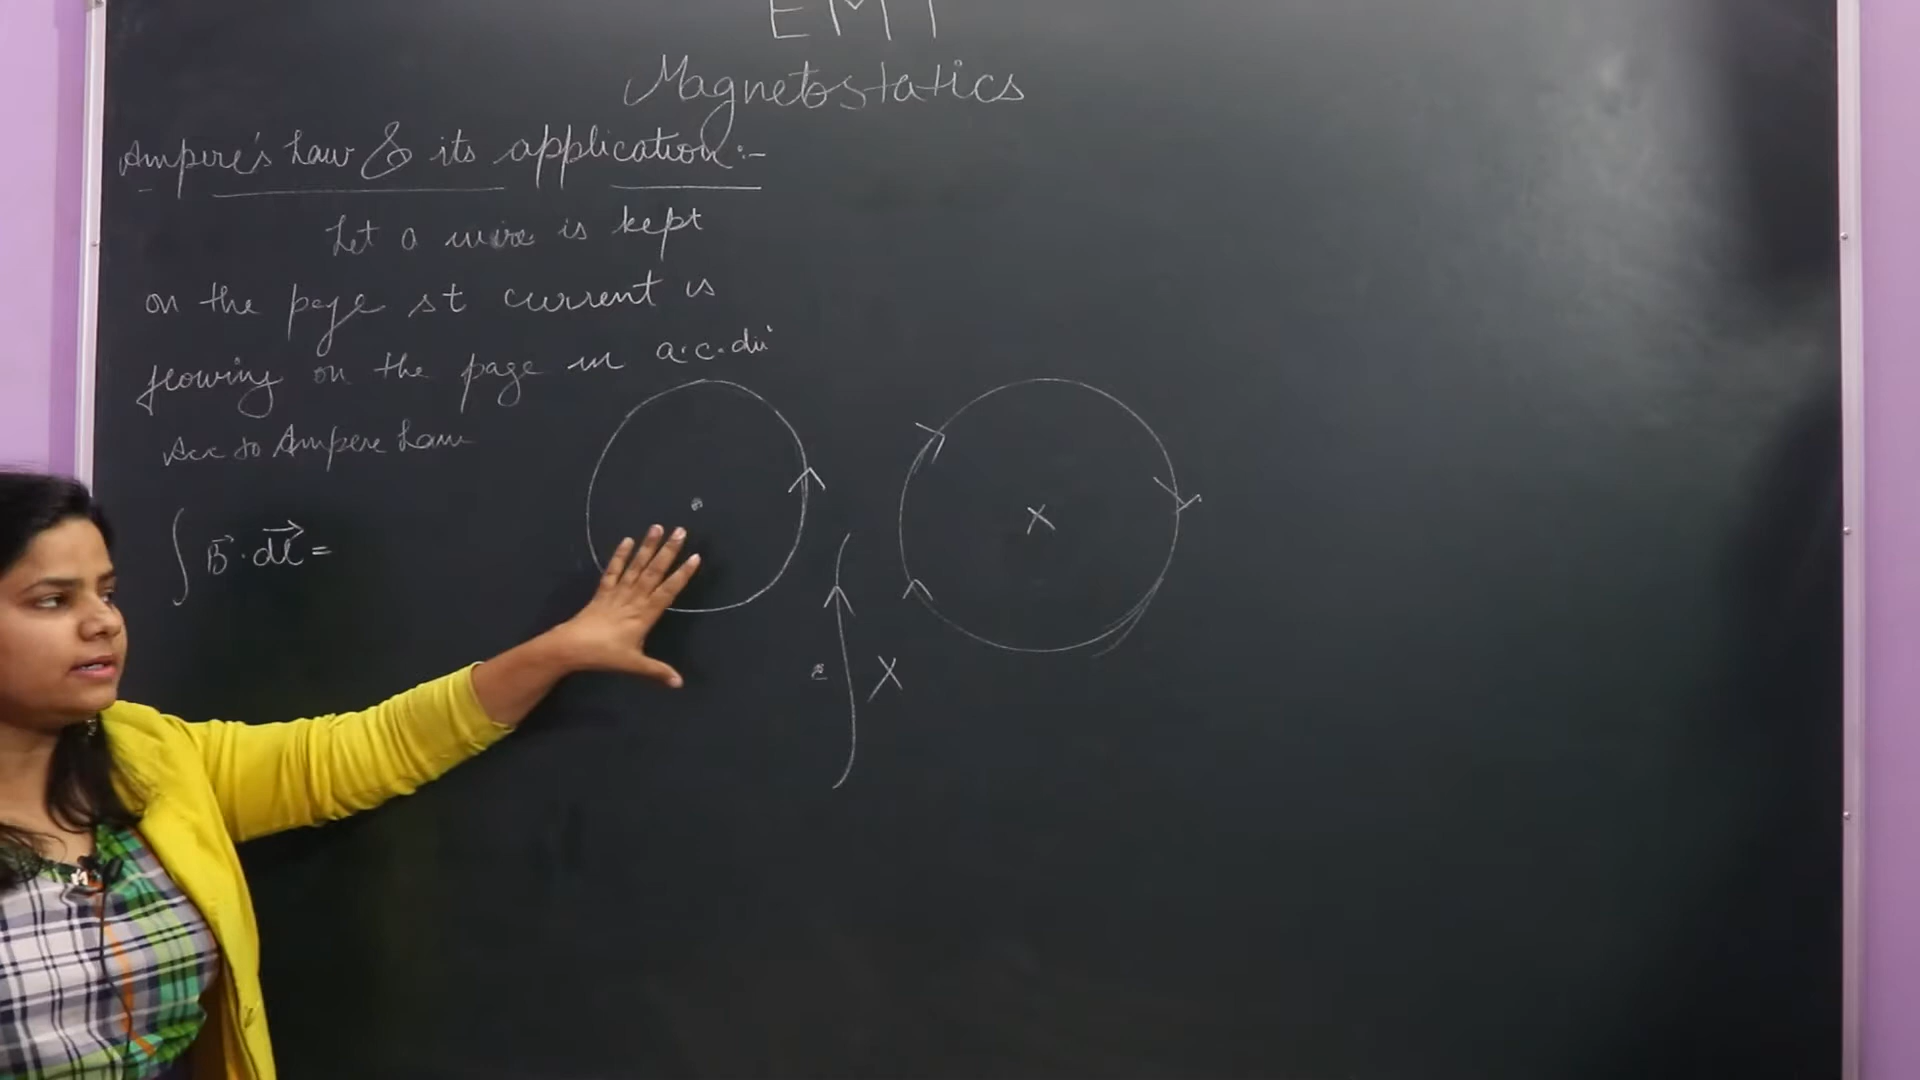 EMT
Magnetostatics
Ampere's Law & its application:-
Let a wire is kept
on the page st current is
flowing on the page in a.c.dir
Acc to Ampere Law
∫ B⃗ . dl⃗ =
X
X